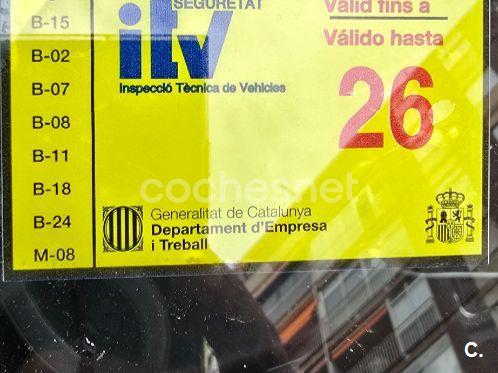 SEGURETAT
itv
Inspecció Tècnica de Vehicles
Vàlid fins a
Válido hasta
26
B-15
B-02
B-07
B-08
B-11
B-18
B-24
M-08
coches.net
Generalitat de Catalunya
Departament d'Empresa
i Treball
C.